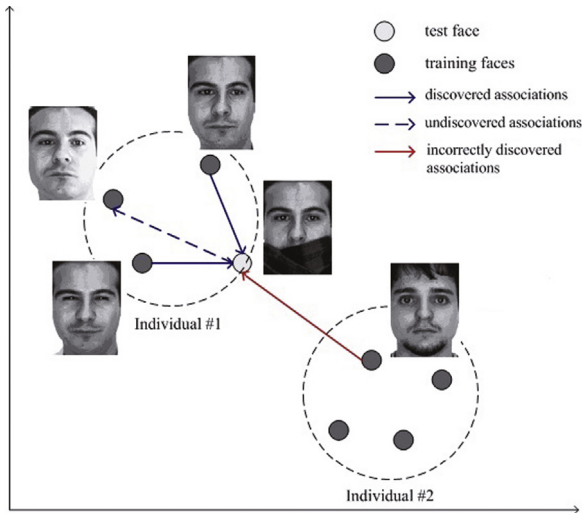 test face
training faces
discovered associations
undiscovered associations
incorrectly discovered
associations
Individual #1
Individual #2